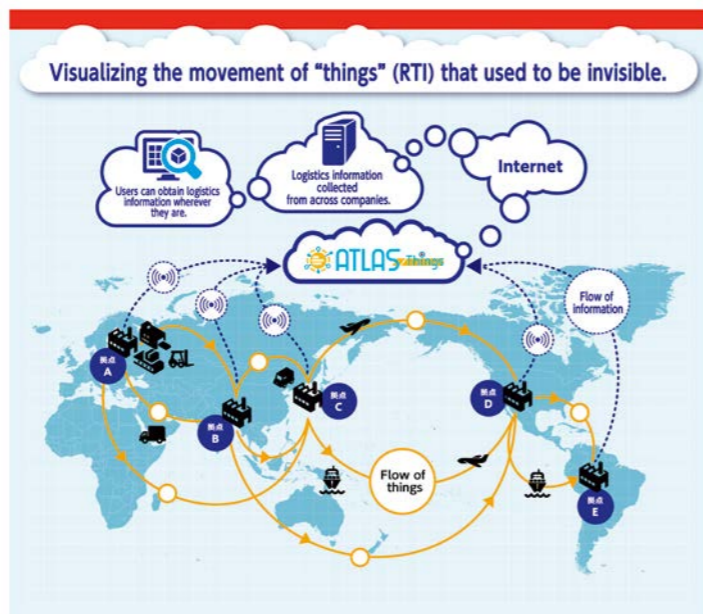 Visualizing the movement of “things” (RTI) that used to be invisible.
Users can obtain logistics
information wherever
they are.
Logistics information
collected
from across companies.
Internet
ATLAS Things
Flow of
information
拠点
A
拠点
B
拠点
C
拠点
D
拠点
E
Flow of
things